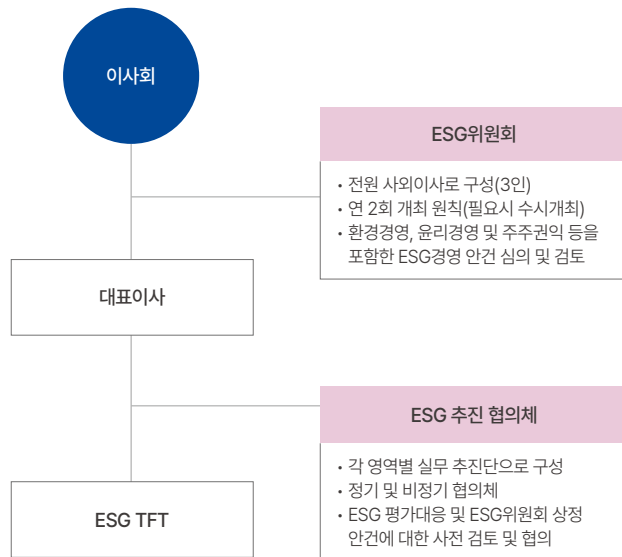 이사회
ESG위원회
• 전원 사외이사로 구성(3인)
• 연 2회 개최 원칙(필요시 수시개최)
• 환경경영, 윤리경영 및 주주권익 등을
포함한 ESG경영 안건 심의 및 검토
대표이사
ESG 추진 협의체
• 각 영역별 실무 추진단으로 구성
• 정기 및 비정기 협의체
• ESG 평가대응 및 ESG위원회 상정
안건에 대한 사전 검토 및 협의
ESG TFT